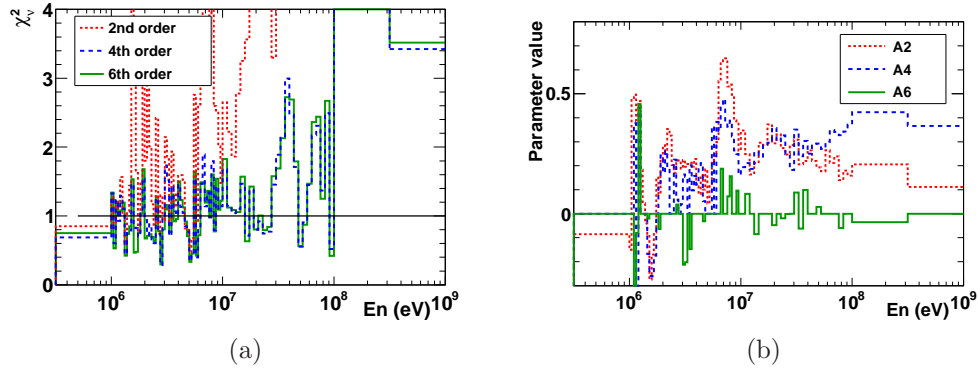 χ²ᵥ
4
3
2
1
0
2nd order
4th order
6th order
10⁶
10⁷
10⁸
10⁹
En (eV)
(a)
Parameter value
0.5
0
A2
A4
A6
10⁶
10⁷
10⁸
10⁹
En (eV)
(b)